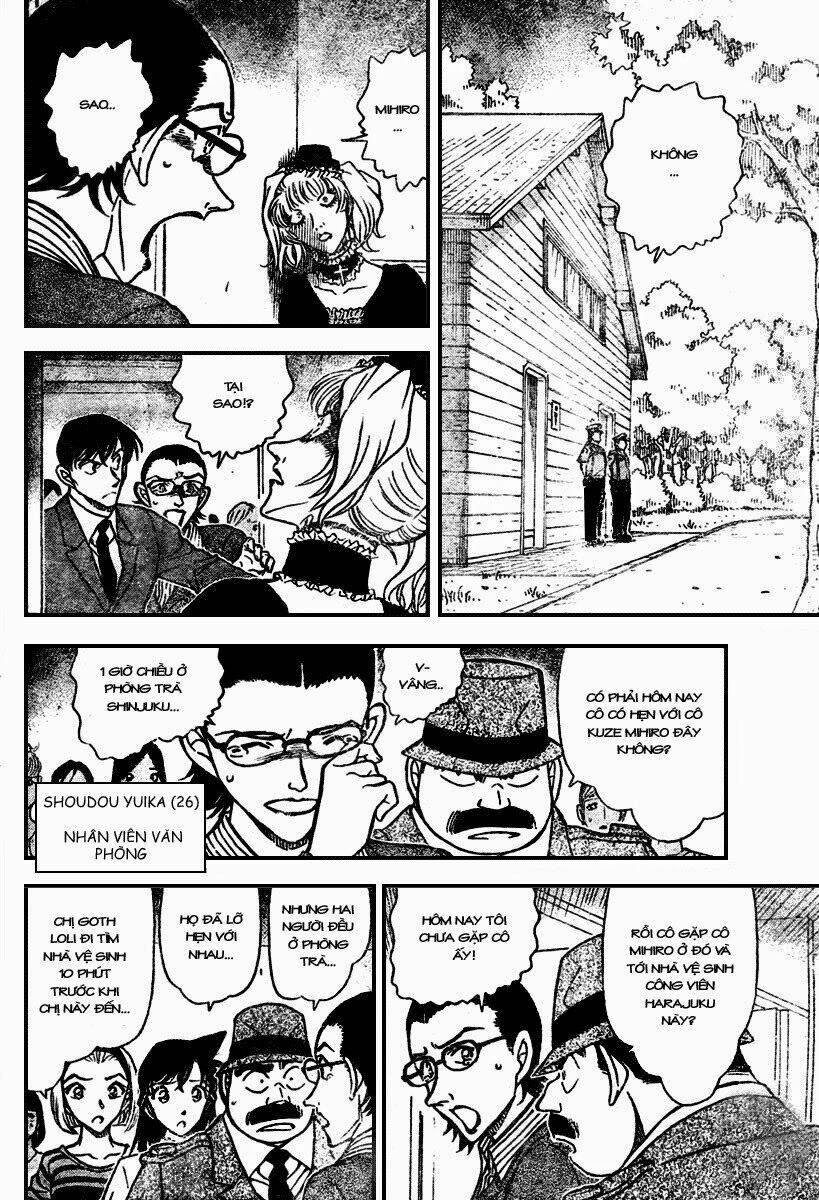 KHÔNG
...
MIHIRO
...
SAO...
TẠI
SAO!?
CÓ PHẢI HÔM NAY
CÔ CÓ HẸN VỚI CÔ
KUZE MIHIRO ĐÂY
KHÔNG?
V-
VÂNG..
1 GIỜ CHIỀU Ở
PHÒNG TRÀ
SHINJUKU...
SHOUDOU YUIKA (26)
NHÂN VIÊN VĂN
PHÒNG
RỒI CÔ GẶP CÔ
MIHIRO Ở ĐÓ VÀ
TỚI NHÀ VỆ SINH
CÔNG VIÊN
HARAJUKU
NÀY?
HÔM NAY TÔI
CHƯA GẶP CÔ
ẤY!
NHƯNG HAI
NGƯỜI ĐỀU
Ở PHÒNG
TRÀ...
HỌ ĐÃ LỠ
HẸN VỚI
NHAU...
CHỊ GOTH
LOLI ĐI TÌM
NHÀ VỆ SINH
10 PHÚT
TRƯỚC KHI
CHỊ NÀY ĐẾN...